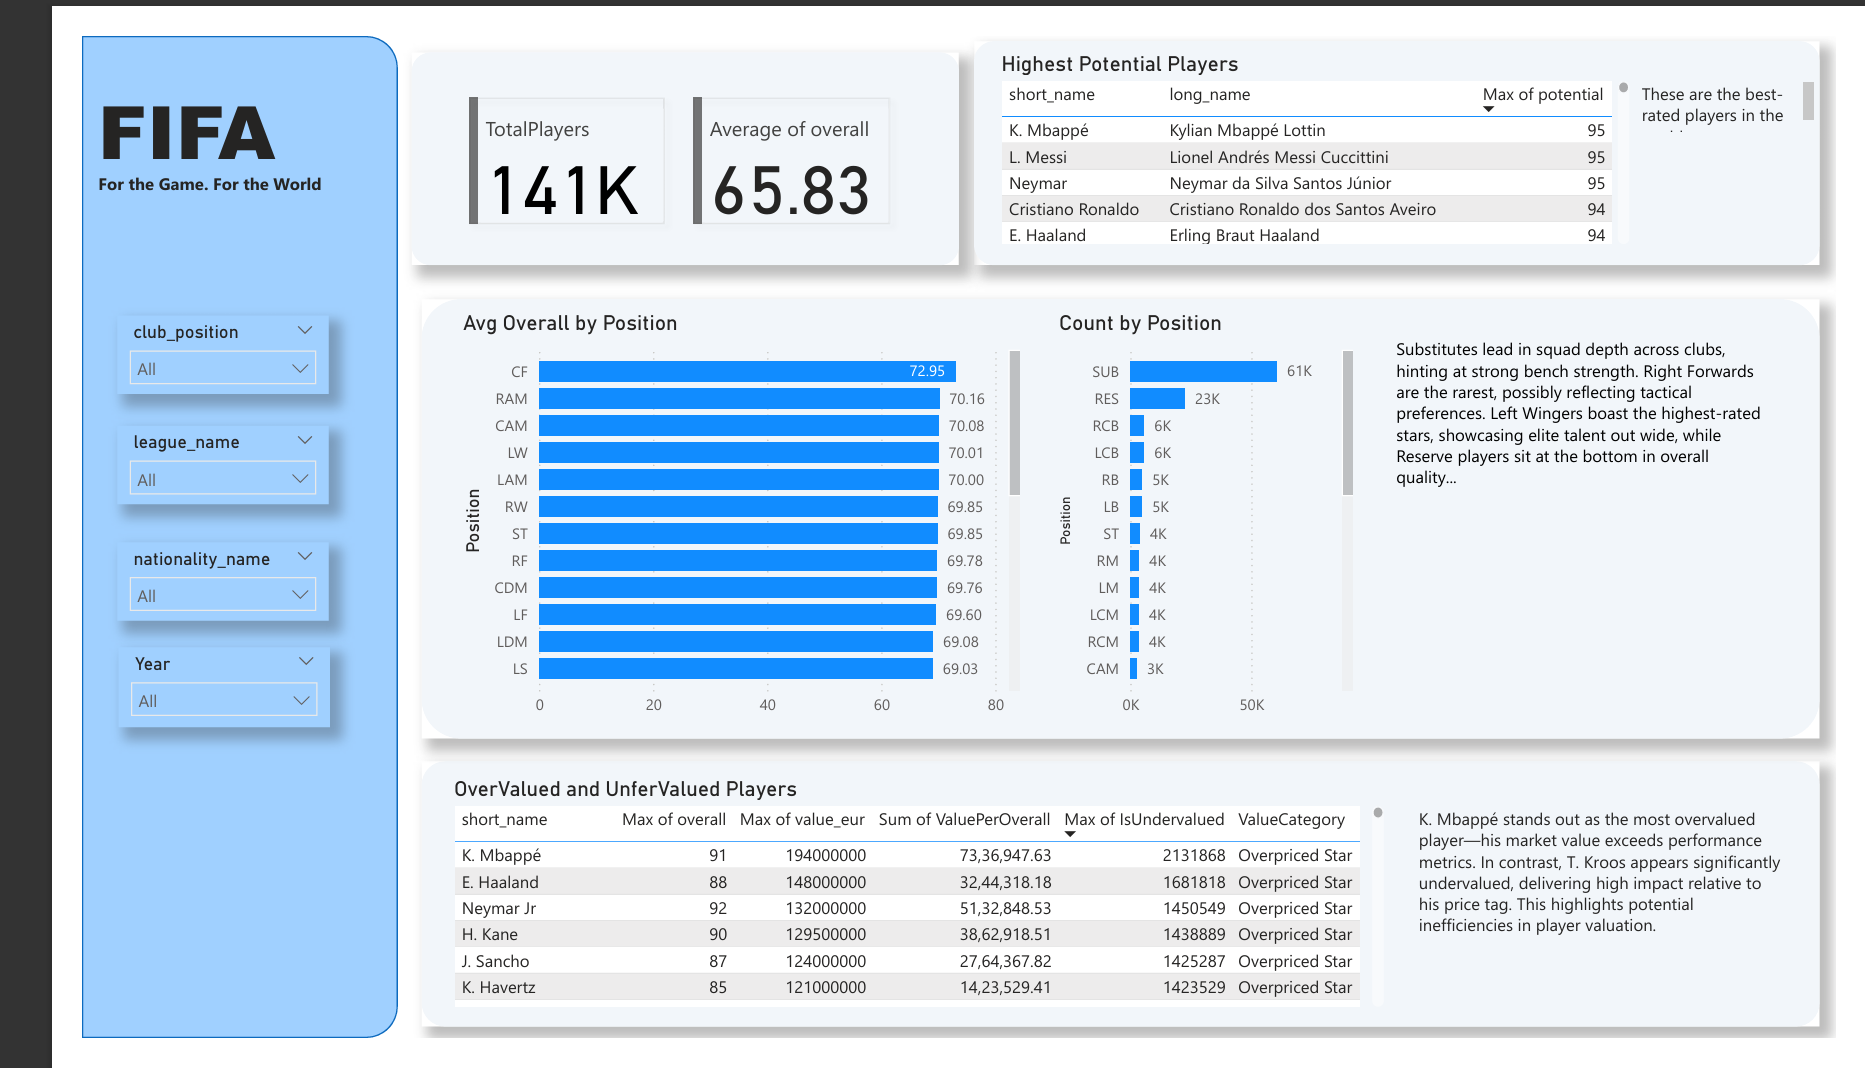 FIFA
For the Game. For the World
club_position
All
league_name
All
nationality_name
All
Year
All
TotalPlayers
141K
Average of overall
65.83
Highest Potential Players
short_name long_name Max of potential
K. Mbappé Kylian Mbappé Lottin 95
L. Messi Lionel Andrés Messi Cuccittini 95
Neymar Neymar da Silva Santos Júnior 95
Cristiano Ronaldo Cristiano Ronaldo dos Santos Aveiro 94
E. Haaland Erling Braut Haaland 94
These are the best-
rated players in the
Avg Overall by Position
Position
CF 72.95
RAM 70.16
CAM 70.08
LW 70.01
LAM 70.00
RW 69.85
ST 69.85
RF 69.78
CDM 69.76
LF 69.60
LDM 69.08
LS 69.03
0 20 40 60 80
Count by Position
Position
SUB 61K
RES 23K
RCB 6K
LCB 6K
RB 5K
LB 5K
ST 4K
RM 4K
LM 4K
LCM 4K
RCM 4K
CAM 3K
0K 50K
Substitutes lead in squad depth across clubs,
hinting at strong bench strength. Right Forwards
are the rarest, possibly reflecting tactical
preferences. Left Wingers boast the highest-rated
stars, showcasing elite talent out wide, while
Reserve players sit at the bottom in overall
quality...
OverValued and UnferValued Players
short_name Max of overall Max of value_eur Sum of ValuePerOverall Max of IsUndervalued ValueCategory
K. Mbappé 91 194000000 73,36,947.63 2131868 Overpriced Star
E. Haaland 88 148000000 32,44,318.18 1681818 Overpriced Star
Neymar Jr 92 132000000 51,32,848.53 1450549 Overpriced Star
H. Kane 90 129500000 38,62,918.51 1438889 Overpriced Star
J. Sancho 87 124000000 27,64,367.82 1425287 Overpriced Star
K. Havertz 85 121000000 14,23,529.41 1423529 Overpriced Star
K. Mbappé stands out as the most overvalued
player—his market value exceeds performance
metrics. In contrast, T. Kroos appears significantly
undervalued, delivering high impact relative to
his price tag. This highlights potential
inefficiencies in player valuation.